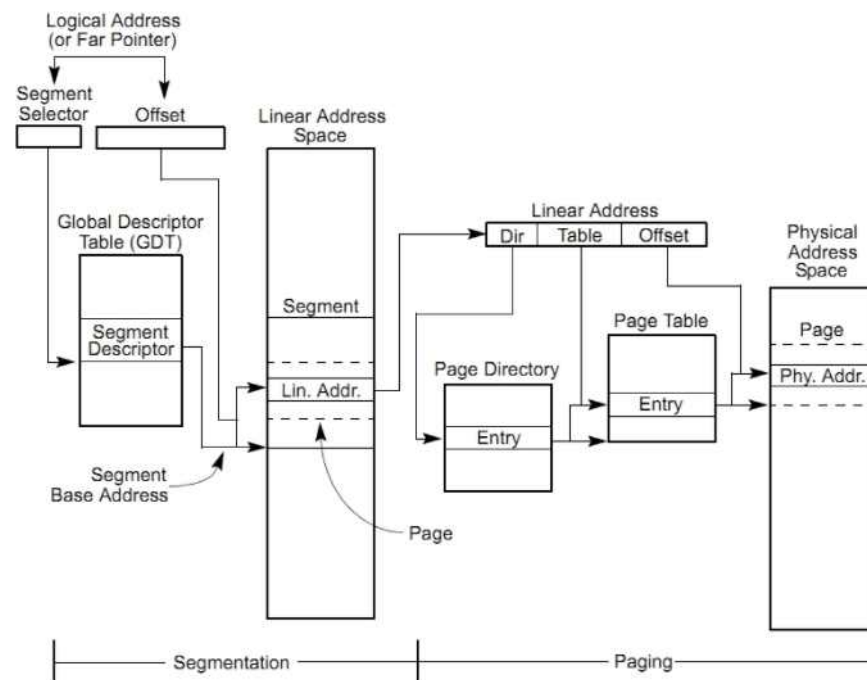 Logical Address
(or Far Pointer)
Segment
Selector
Offset
Linear Address
Space
Global Descriptor
Table (GDT)
Segment
Descriptor
Segment
Lin. Addr.
Segment
Base Address
Page
Linear Address
Dir
Table
Offset
Physical
Address
Space
Page Directory
Entry
Page Table
Entry
Page
Phy. Addr.
Segmentation
Paging